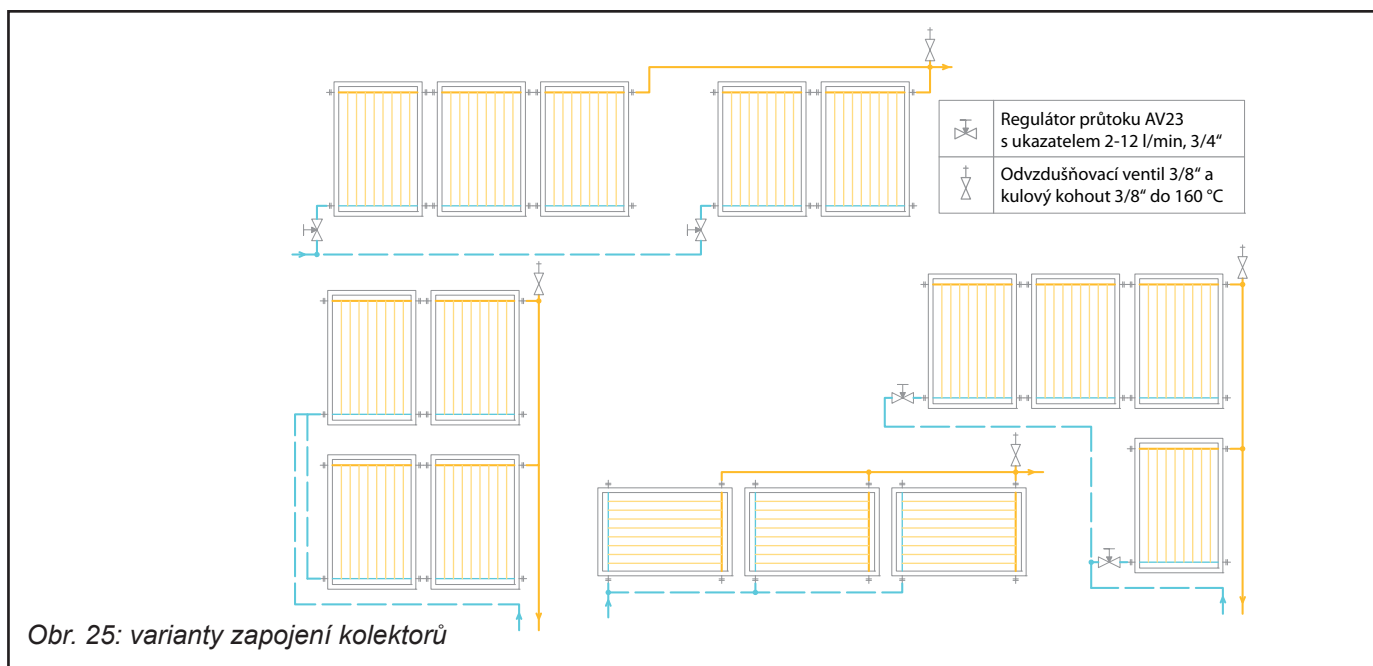 Regulátor průtoku AV23
s ukazatelem 2-12 l/min, 3/4“
Odvzdušňovací ventil 3/8“ a
kulový kohout 3/8“ do 160 °C
Obr. 25: varianty zapojení kolektorů